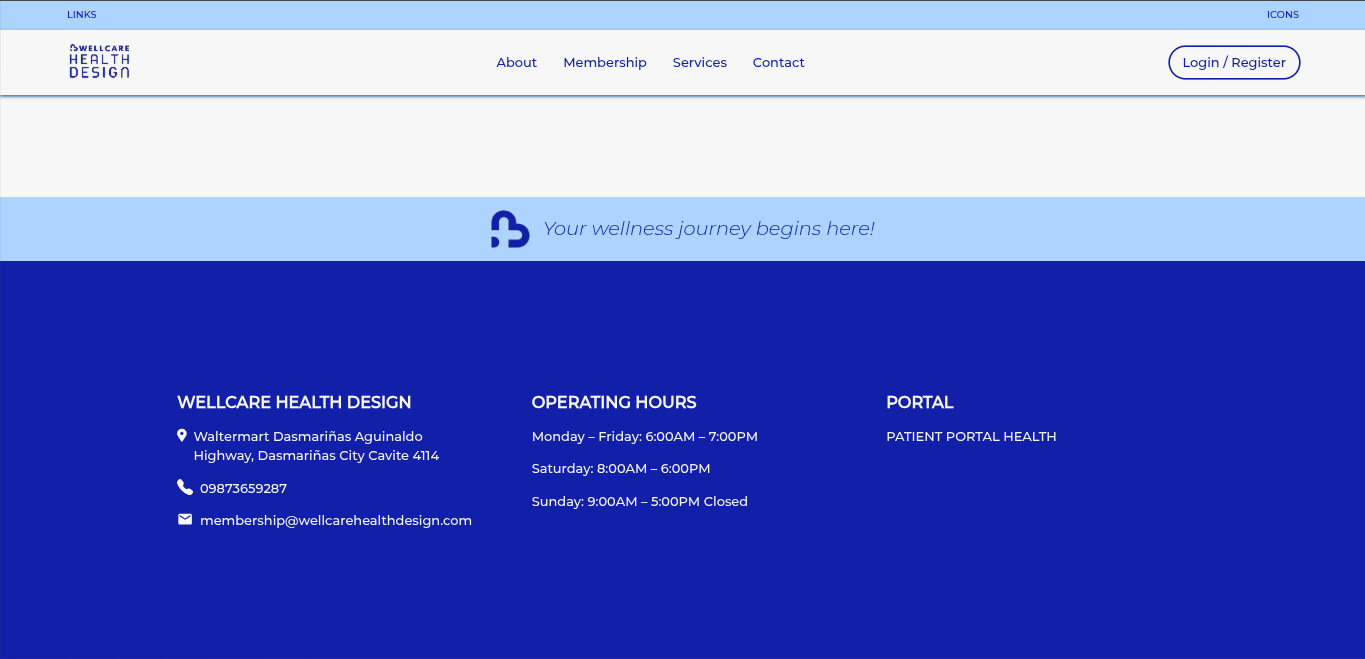 LINKS
ICONS
WELLCARE
HEALTH
DESIGN
About
Membership
Services
Contact
Login / Register
Your wellness journey begins here!
WELLCARE HEALTH DESIGN
Waltermart Dasmariñas Aguinaldo
Highway, Dasmariñas City Cavite 4114
09873659287
membership@wellcarehealthdesign.com
OPERATING HOURS
Monday – Friday: 6:00AM – 7:00PM
Saturday: 8:00AM – 6:00PM
Sunday: 9:00AM – 5:00PM Closed
PORTAL
PATIENT PORTAL HEALTH